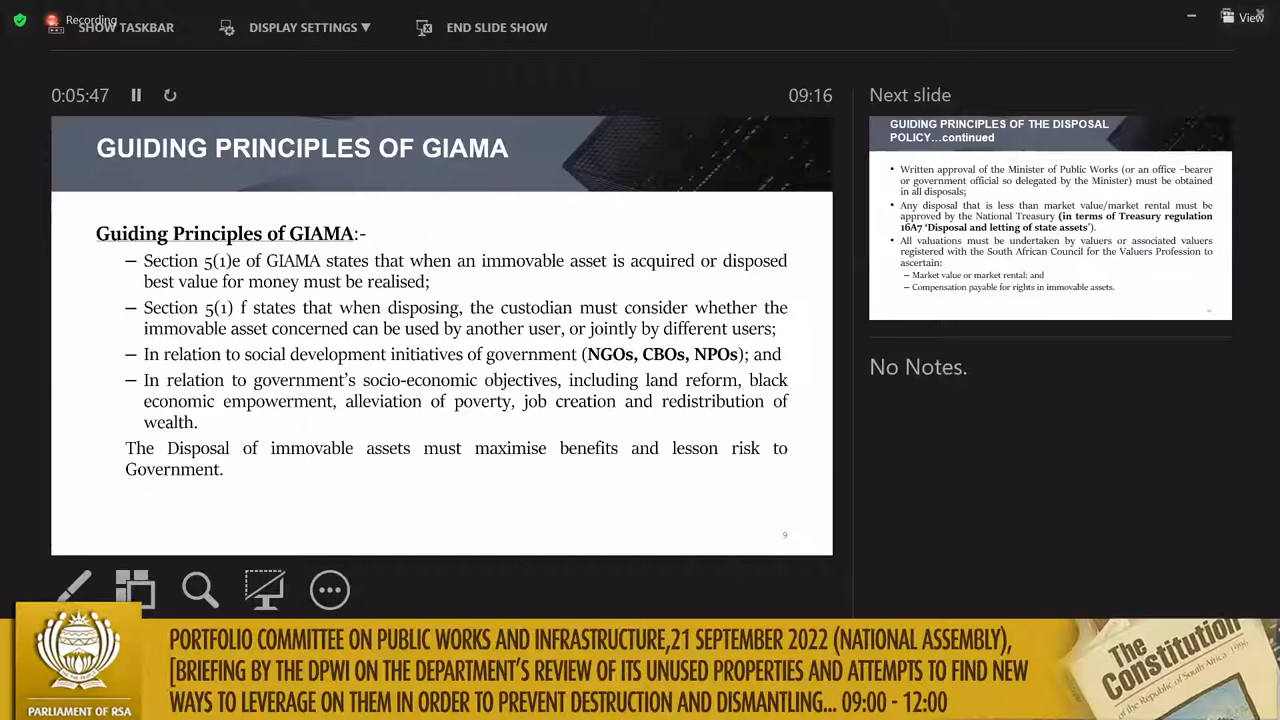 Recording
SHOW TASKBAR
DISPLAY SETTINGS ▼
END SLIDE SHOW
View
0:05:47
09:16
GUIDING PRINCIPLES OF GIAMA
Guiding Principles of GIAMA:-
– Section 5(1)e of GIAMA states that when an immovable asset is acquired or disposed
best value for money must be realised;
– Section 5(1) f states that when disposing, the custodian must consider whether the
immovable asset concerned can be used by another user, or jointly by different users;
– In relation to social development initiatives of government (NGOs, CBOs, NPOs); and
– In relation to government's socio-economic objectives, including land reform, black
economic empowerment, alleviation of poverty, job creation and redistribution of
wealth.
The Disposal of immovable assets must maximise benefits and lesson risk to
Government.
9
Next slide
GUIDING PRINCIPLES OF THE DISPOSAL
POLICY…continued
• Written approval of the Minister of Public Works (or an office –bearer
or government official so delegated by the Minister) must be obtained
in all disposals;
• Any disposal that is less than market value/market rental must be
approved by the National Treasury (in terms of Treasury regulation
16A7 'Disposal and letting of state assets').
• All valuations must be undertaken by valuers or associated valuers
registered with the South African Council for the Valuers Profession to
ascertain:
– Market value or market rental; and
– Compensation payable for rights in immovable assets.
No Notes.
PARLIAMENT OF RSA
PORTFOLIO COMMITTEE ON PUBLIC WORKS AND INFRASTRUCTURE,21 SEPTEMBER 2022 (NATIONAL ASSEMBLY),
[BRIEFING BY THE DPWI ON THE DEPARTMENT'S REVIEW OF ITS UNUSED PROPERTIES AND ATTEMPTS TO FIND NEW
WAYS TO LEVERAGE ON THEM IN ORDER TO PREVENT DESTRUCTION AND DISMANTLING... 09:00 - 12:00
The
Constitution
of the Republic of South Africa, 1996